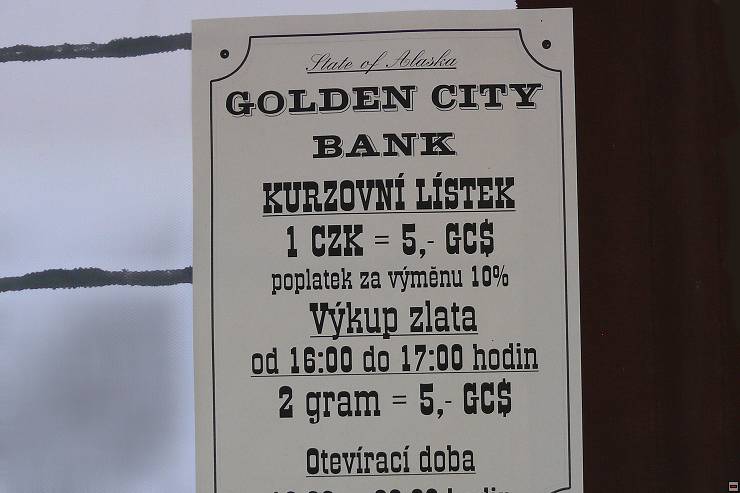 State of Alaska
GOLDEN CITY
BANK
KURZOVNÍ LÍSTEK
1 CZK = 5,- GC$
poplatek za výměnu 10%
Výkup zlata
od 16:00 do 17:00 hodin
2 gram = 5,- GC$
Otevírací doba